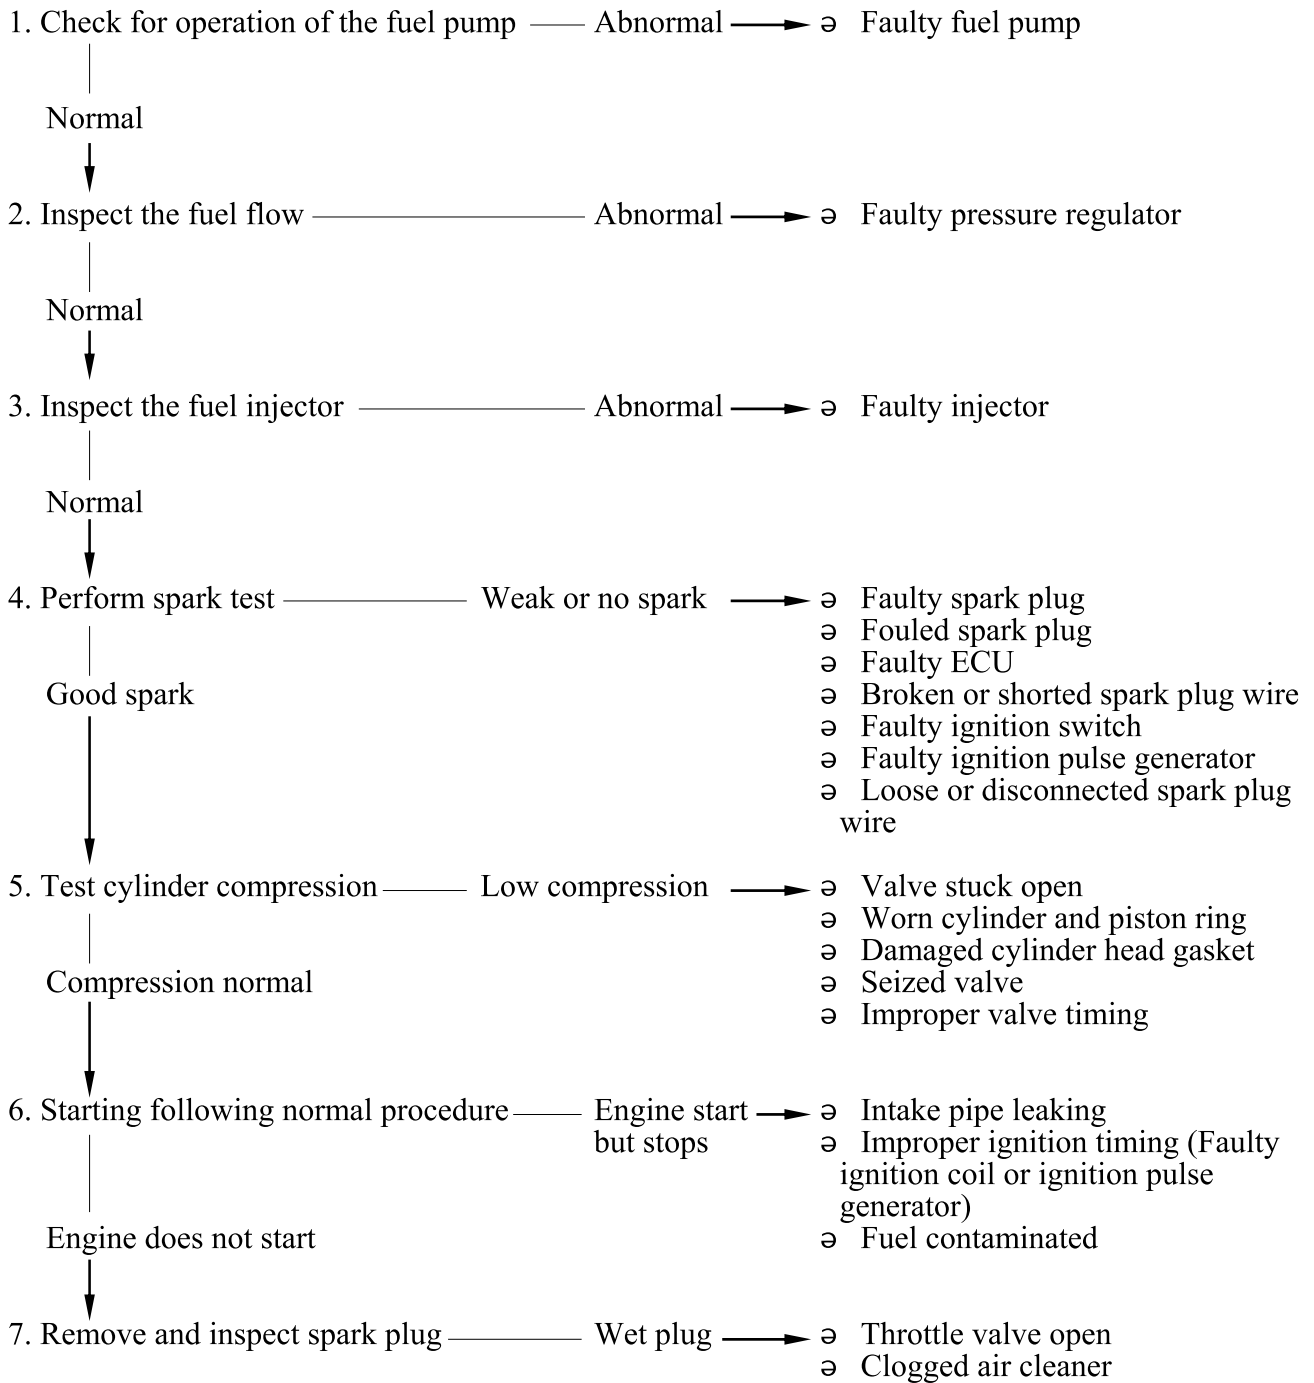 1. Check for operation of the fuel pump Abnormal ə Faulty fuel pump
Normal
2. Inspect the fuel flow Abnormal ə Faulty pressure regulator
Normal
3. Inspect the fuel injector Abnormal ə Faulty injector
Normal
4. Perform spark test Weak or no spark ə Faulty spark plug
ə Fouled spark plug
ə Faulty ECU
Good spark ə Broken or shorted spark plug wire
ə Faulty ignition switch
ə Faulty ignition pulse generator
ə Loose or disconnected spark plug
wire
5. Test cylinder compression Low compression ə Valve stuck open
ə Worn cylinder and piston ring
ə Damaged cylinder head gasket
Compression normal ə Seized valve
ə Improper valve timing
6. Starting following normal procedure Engine start ə Intake pipe leaking
but stops ə Improper ignition timing (Faulty
ignition coil or ignition pulse
generator)
Engine does not start ə Fuel contaminated
7. Remove and inspect spark plug Wet plug ə Throttle valve open
ə Clogged air cleaner